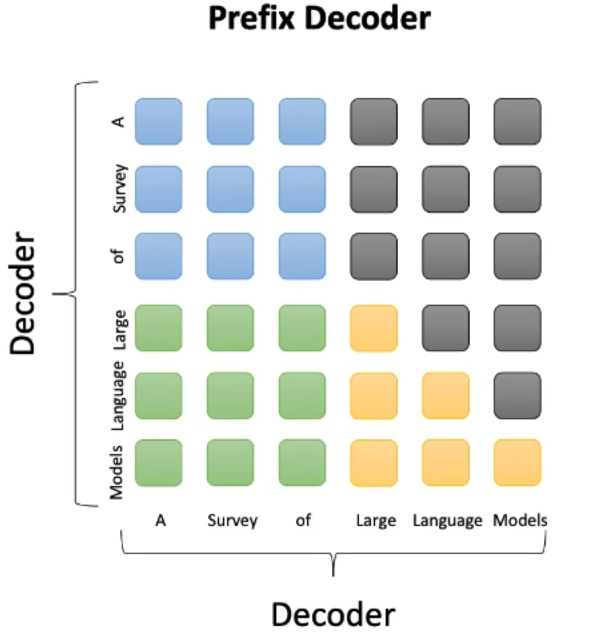 Prefix Decoder
Decoder
A
Survey
of
Large
Language
Models
A Survey of Large Language Models
Decoder